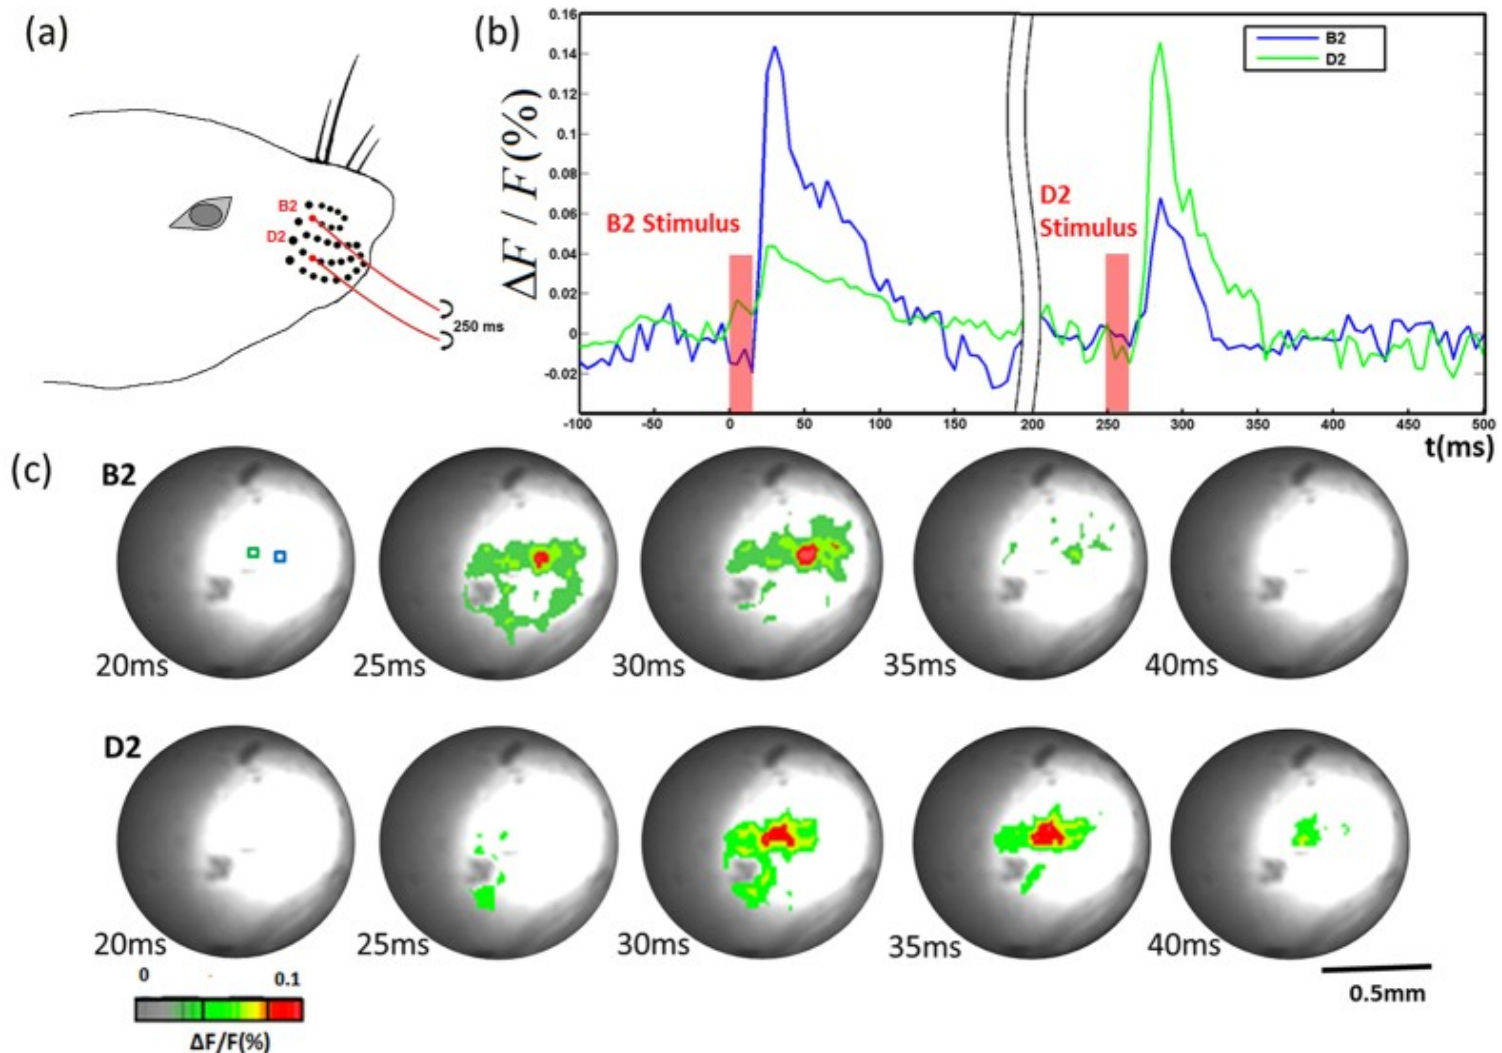 (a)
B2
D2
250 ms
(b)
ΔF / F(%)
0.16
0.14
0.12
0.1
0.08
0.06
0.04
0.02
0
-0.02
B2
D2
B2 Stimulus
D2
Stimulus
-100 -50 0 50 100 150 200 250 300 350 400 450 500
t(ms)
(c)
B2
20ms 25ms 30ms 35ms 40ms
D2
20ms 25ms 30ms 35ms 40ms
0 0.1
ΔF/F(%)
0.5mm